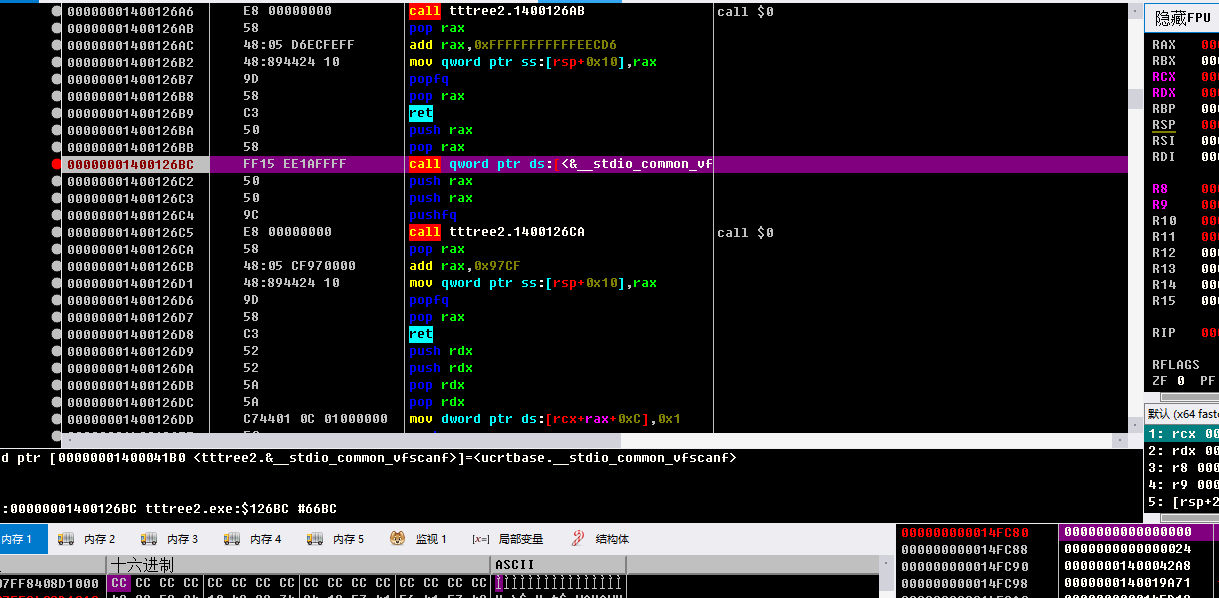 00000001400126A6 E8 00000000 call tttree2.1400126AB call $0
00000001400126AB 58 pop rax
00000001400126AC 48:05 D6ECFEFF add rax,0xFFFFFFFFFFFEECD6
00000001400126B2 48:894424 10 mov qword ptr ss:[rsp+0x10],rax
00000001400126B7 9D popfq
00000001400126B8 58 pop rax
00000001400126B9 C3 ret
00000001400126BA 50 push rax
00000001400126BB 58 pop rax
00000001400126BC FF15 EE1AFFFF call qword ptr ds:[<&__stdio_common_vf
00000001400126C2 50 push rax
00000001400126C3 50 push rax
00000001400126C4 9C pushfq
00000001400126C5 E8 00000000 call tttree2.1400126CA call $0
00000001400126CA 58 pop rax
00000001400126CB 48:05 CF970000 add rax,0x97CF
00000001400126D1 48:894424 10 mov qword ptr ss:[rsp+0x10],rax
00000001400126D6 9D popfq
00000001400126D7 58 pop rax
00000001400126D8 C3 ret
00000001400126D9 52 push rdx
00000001400126DA 52 push rdx
00000001400126DB 5A pop rdx
00000001400126DC 5A pop rdx
00000001400126DD C74401 0C 01000000 mov dword ptr ds:[rcx+rax+0xC],0x1
隐藏FPU
RAX 00
RBX 00
RCX 00
RDX 00
RBP 00
RSP 00
RSI 00
RDI 00
R8 00
R9 00
R10 00
R11 00
R12 00
R13 00
R14 00
R15 00
RIP 00
RFLAGS
ZF 0 PF
默认 (x64 faste
1: rcx 00
2: rdx 00
3: r8 000
4: r9 000
5: [rsp+2
d ptr [00000001400041B0 <tttree2.&__stdio_common_vfscanf>]=<ucrtbase.__stdio_common_vfscanf>
:00000001400126BC tttree2.exe:$126BC #66BC
内存 1 内存 2 内存 3 内存 4 内存 5 监视 1 [x=] 局部变量 结构体
十六进制 ASCII
07FF8408D1000 CC CC CC CC CC CC CC CC CC CC CC CC CC CC CC CC ÌÌÌÌÌÌÌÌÌÌÌÌÌÌÌÌ
000000000014FC80 0000000000000000
000000000014FC88 0000000000000024
000000000014FC90 00000001400042A8
000000000014FC98 0000000140019A71